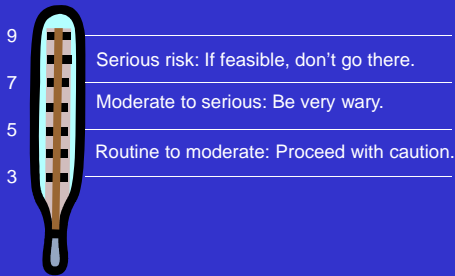 9
Serious risk: If feasible, don't go there.
7
Moderate to serious: Be very wary.
5
Routine to moderate: Proceed with caution.
3